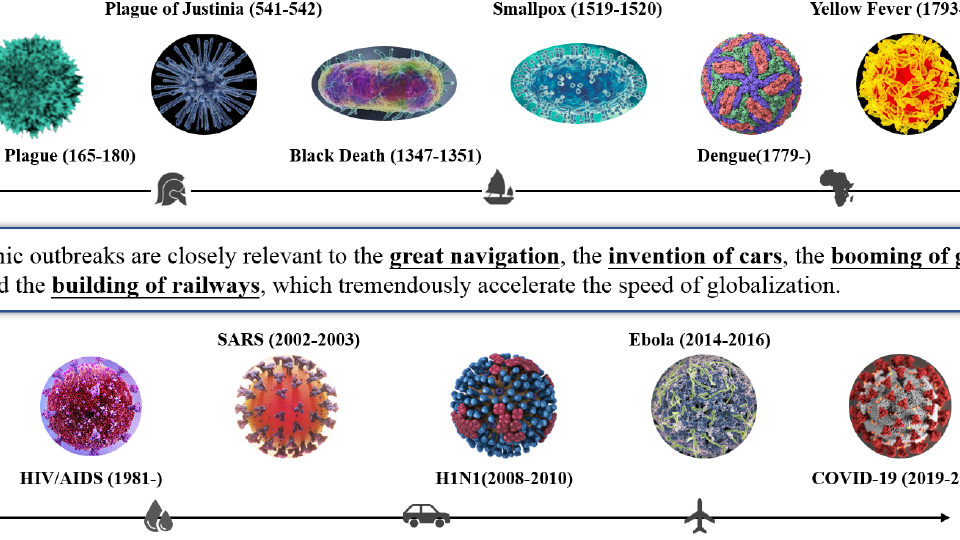 Plague of Justinia (541-542) Smallpox (1519-1520) Yellow Fever (1793-
Plague (165-180) Black Death (1347-1351) Dengue(1779-)
outbreaks are closely relevant to the great navigation, the invention of cars, the booming of
the building of railways, which tremendously accelerate the speed of globalization.
SARS (2002-2003) Ebola (2014-2016)
HIV/AIDS (1981-) H1N1(2008-2010) COVID-19 (2019-2